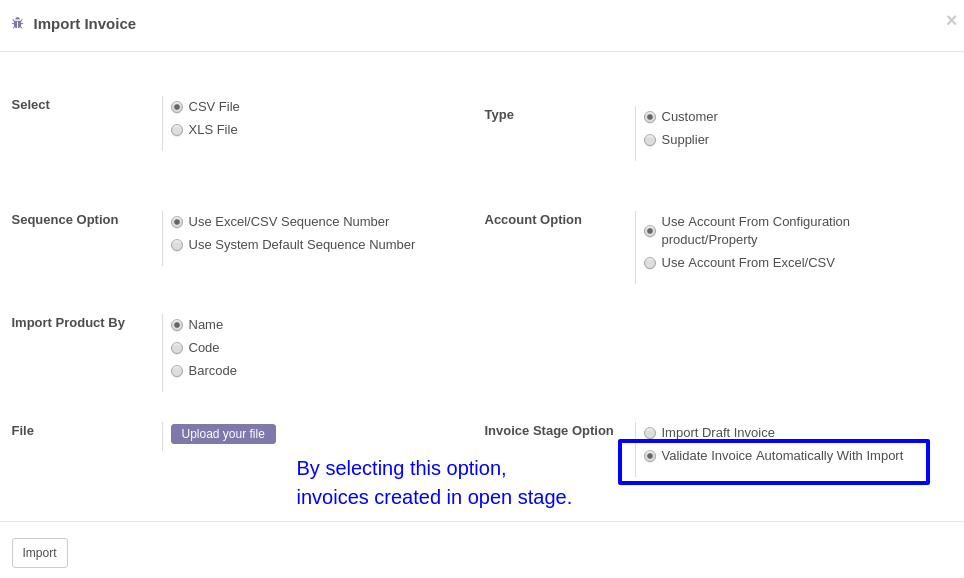 Import Invoice
×
Select
CSV File
XLS File
Type
Customer
Supplier
Sequence Option
Use Excel/CSV Sequence Number
Use System Default Sequence Number
Account Option
Use Account From Configuration
product/Property
Use Account From Excel/CSV
Import Product By
Name
Code
Barcode
File
Upload your file
Invoice Stage Option
Import Draft Invoice
Validate Invoice Automatically With Import
By selecting this option,
invoices created in open stage.
Import